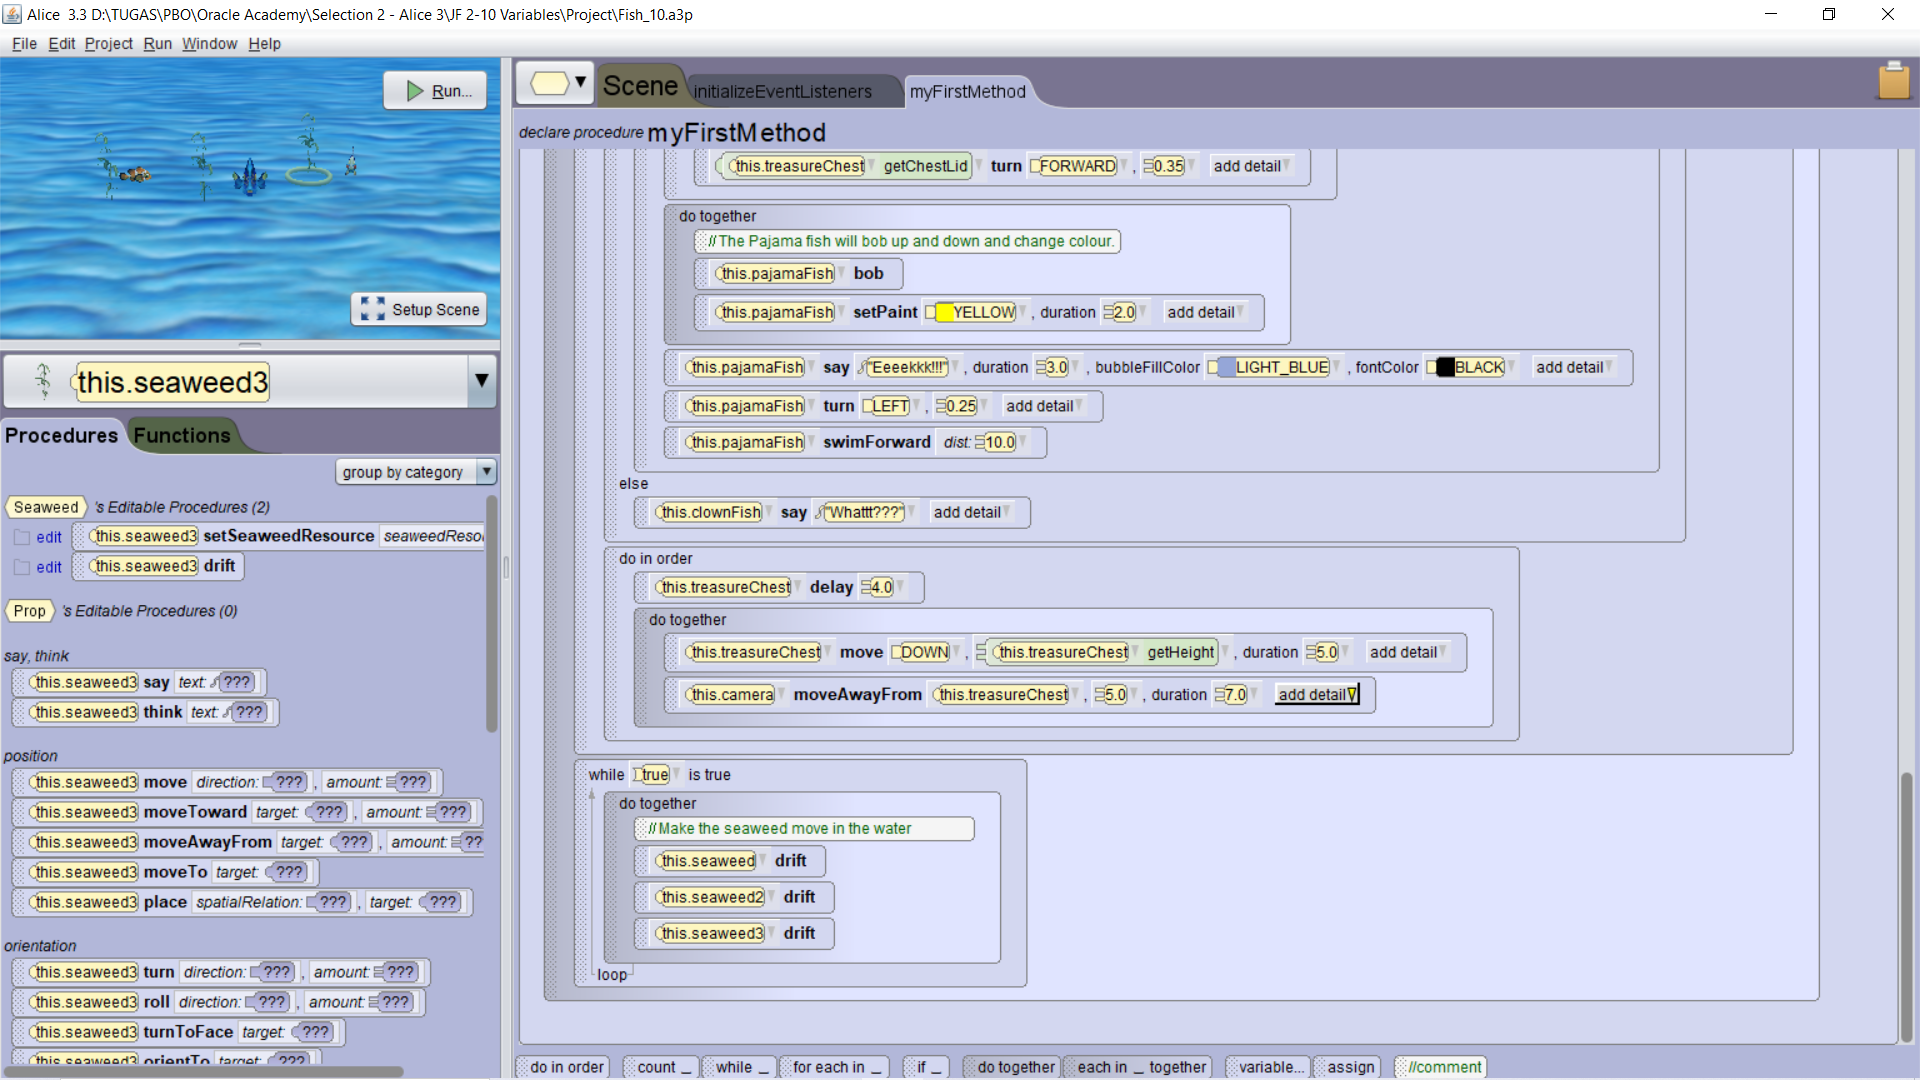 Alice 3.3 D:\TUGAS\PBO\Oracle Academy\Selection 2 - Alice 3\JF 2-10 Variables\Project\Fish_10.a3p
File Edit Project Run Window Help
Run...
Setup Scene
this.seaweed3
Procedures Functions
group by category
Seaweed 's Editable Procedures (2)
edit this.seaweed3 setSeaweedResource seaweedResou
edit this.seaweed3 drift
Prop 's Editable Procedures (0)
say, think
this.seaweed3 say text: ???
this.seaweed3 think text: ???
position
this.seaweed3 move direction: ??? , amount: ???
this.seaweed3 moveToward target: ??? , amount: ???
this.seaweed3 moveAwayFrom target: ??? , amount: ??
this.seaweed3 moveTo target: ???
this.seaweed3 place spatialRelation: ??? , target: ???
orientation
this.seaweed3 turn direction: ??? , amount: ???
this.seaweed3 roll direction: ??? , amount: ???
this.seaweed3 turnToFace target: ???
this.seaweed3 orientTo target: ???
Scene initializeEventListeners myFirstMethod
declare procedure myFirstMethod
this.treasureChest getChestLid turn FORWARD , 0.35 add detail
do together
//The Pajama fish will bob up and down and change colour.
this.pajamaFish bob
this.pajamaFish setPaint YELLOW , duration 2.0 add detail
this.pajamaFish say "Eeeekkk!!!" , duration 3.0 , bubbleFillColor LIGHT_BLUE , fontColor BLACK add detail
this.pajamaFish turn LEFT , 0.25 add detail
this.pajamaFish swimForward dist: 10.0
else
this.clownFish say "Whattt???" add detail
do in order
this.treasureChest delay 4.0
do together
this.treasureChest move DOWN , this.treasureChest getHeight , duration 5.0 add detail
this.camera moveAwayFrom this.treasureChest , 5.0 , duration 7.0 add detail
while true is true
do together
//Make the seaweed move in the water
this.seaweed drift
this.seaweed2 drift
this.seaweed3 drift
loop
do in order count _ while _ for each in _ if _ do together each in _ together variable... assign //comment